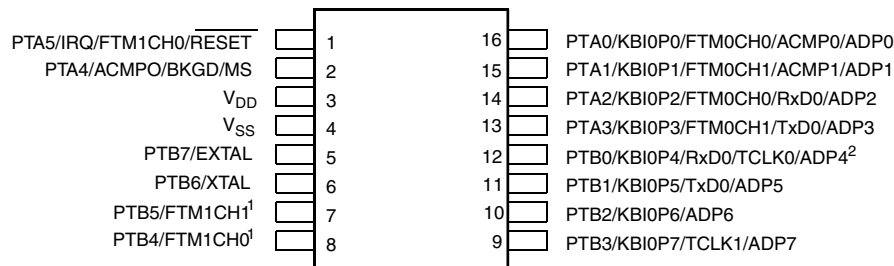 PTA5/IRQ/FTM1CH0/RESET 1 16 PTA0/KBI0P0/FTM0CH0/ACMP0/ADP0
PTA4/ACMPO/BKGD/MS 2 15 PTA1/KBI0P1/FTM0CH1/ACMP1/ADP1
VDD 3 14 PTA2/KBI0P2/FTM0CH0/RxD0/ADP2
VSS 4 13 PTA3/KBI0P3/FTM0CH1/TxD0/ADP3
PTB7/EXTAL 5 12 PTB0/KBI0P4/RxD0/TCLK0/ADP4²
PTB6/XTAL 6 11 PTB1/KBI0P5/TxD0/ADP5
PTB5/FTM1CH1¹ 7 10 PTB2/KBI0P6/ADP6
PTB4/FTM1CH0¹ 8 9 PTB3/KBI0P7/TCLK1/ADP7